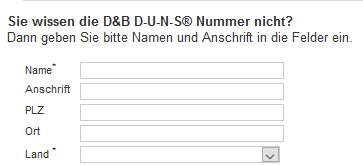 Sie wissen die D&B D-U-N-S® Nummer nicht?
Dann geben Sie bitte Namen und Anschrift in die Felder ein.
Name*
Anschrift
PLZ
Ort
Land *